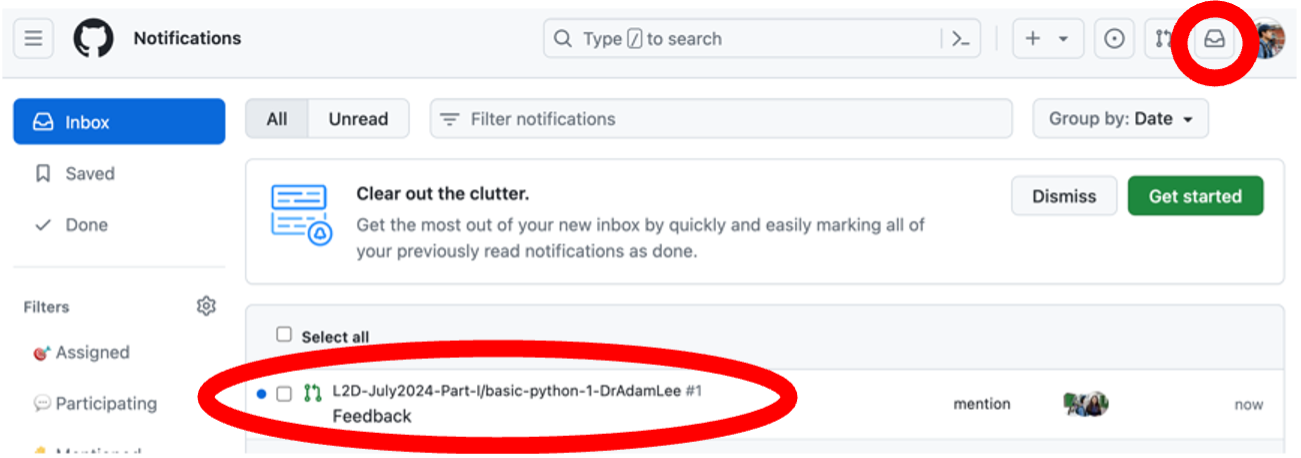 Notifications
Type / to search
Inbox
All Unread
Filter notifications
Group by: Date
Saved
Done
Clear out the clutter.
Get the most out of your new inbox by quickly and easily marking all of
your previously read notifications as done.
Dismiss
Get started
Filters
Assigned
Participating
Mentioned
Select all
L2D-July2024-Part-I/basic-python-1-DrAdamLee #1
Feedback
mention
now